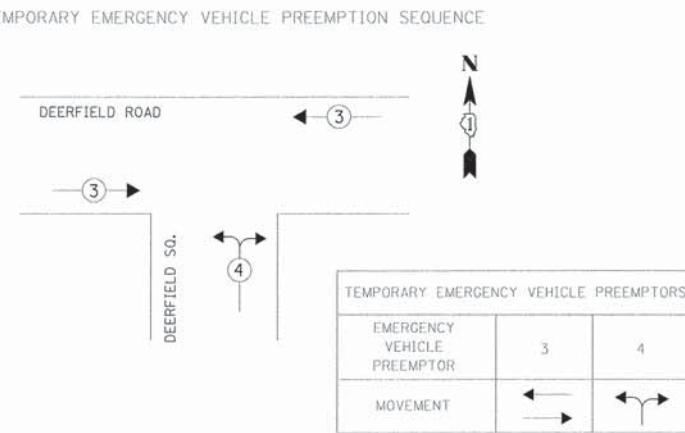 EMPORARY EMERGENCY VEHICLE PREEMPTION SEQUENCE
N
DEERFIELD ROAD
3
1
3
DEERFIELD SQ.
4
TEMPORARY EMERGENCY VEHICLE PREEMPTORS
EMERGENCY
VEHICLE
PREEMPTOR
3
4
MOVEMENT